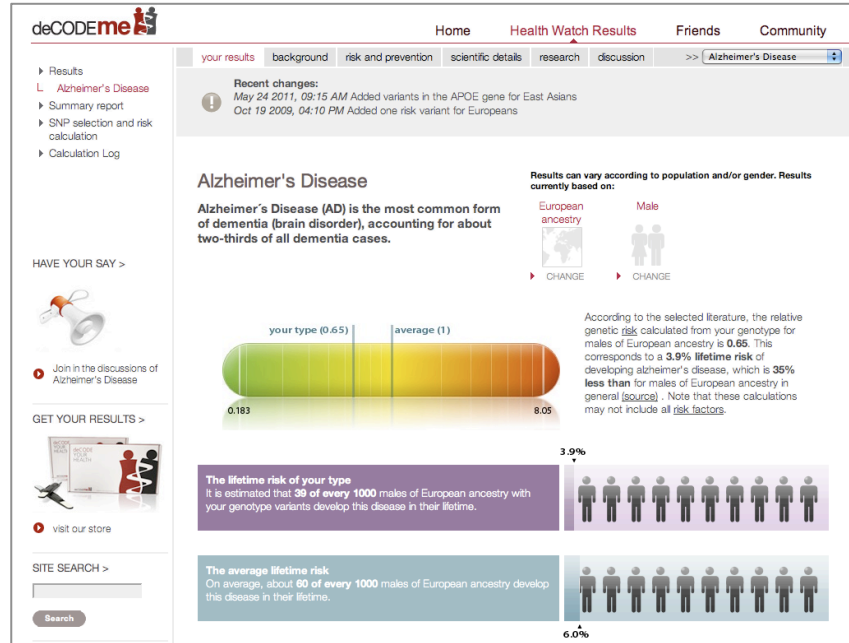 deCODEme
Home Health Watch Results Friends Community
your results background risk and prevention scientific details research discussion >> Alzheimer's Disease
Results
Alzheimer's Disease
Summary report
SNP selection and risk
calculation
Calculation Log
Recent changes:
May 24 2011, 09:15 AM Added variants in the APOE gene for East Asians
Oct 19 2009, 04:10 PM Added one risk variant for Europeans
Alzheimer's Disease
Alzheimer´s Disease (AD) is the most common form
of dementia (brain disorder), accounting for about
two-thirds of all dementia cases.
Results can vary according to population and/or gender. Results
currently based on:
European
ancestry
Male
CHANGE
CHANGE
HAVE YOUR SAY >
Join in the discussions of
Alzheimer's Disease
GET YOUR RESULTS >
visit our store
SITE SEARCH >
Search
your type (0.65) average (1)
0.183 8.05
According to the selected literature, the relative
genetic risk calculated from your genotype for
males of European ancestry is 0.65. This
corresponds to a 3.9% lifetime risk of
developing alzheimer's disease, which is 35%
less than for males of European ancestry in
general (source) . Note that these calculations
may not include all risk factors.
3.9%
The lifetime risk of your type
It is estimated that 39 of every 1000 males of European ancestry with
your genotype variants develop this disease in their lifetime.
The average lifetime risk
On average, about 60 of every 1000 males of European ancestry develop
this disease in their lifetime.
6.0%